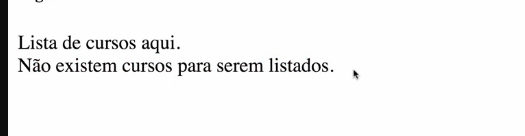 Lista de cursos aqui.
Não existem cursos para serem listados.